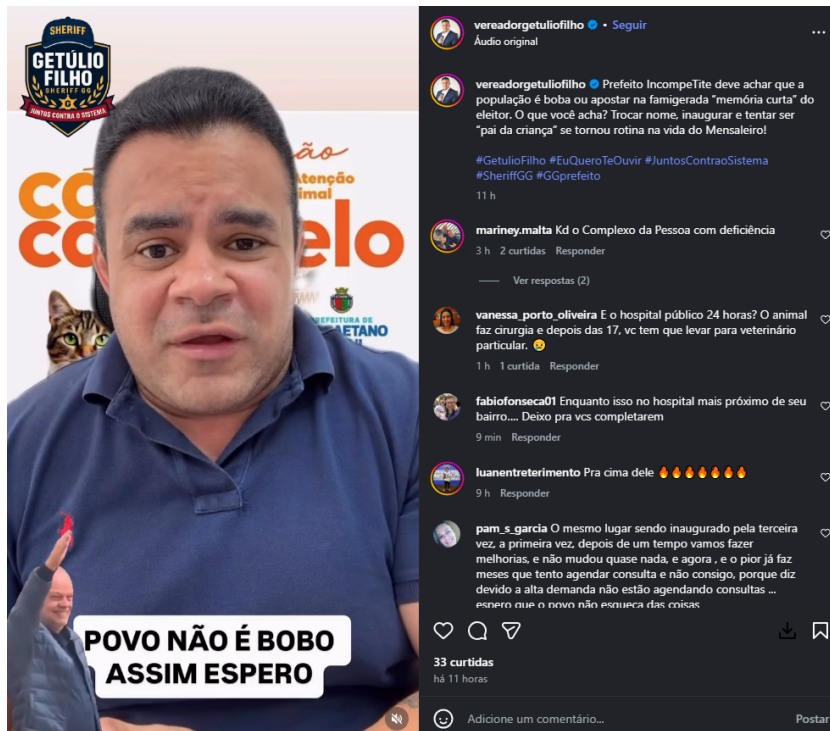 SHERIFF
GETÚLIO
FILHO
SHERIFF GG
JUNTOS CONTRA O SISTEMA
ão
Atenção
imal
elo
PREFEITURA DE
AETANO
POVO NÃO É BOBO
ASSIM ESPERO
vereadorgetuliofilho • Seguir
Áudio original
vereadorgetuliofilho Prefeito IncompeTite deve achar que a
população é boba ou apostar na famigerada "memória curta" do
eleitor. O que você acha? Trocar nome, inaugurar e tentar ser
"pai da criança" se tornou rotina na vida do Mensaleiro!
#GetulioFilho #EuQueroTeOuvir #JuntosContraoSistema
#SheriffGG #GGprefeito
11 h
mariney.malta Kd o Complexo da Pessoa com deficiência
3 h 2 curtidas Responder
Ver respostas (2)
vanessa_porto_oliveira E o hospital público 24 horas? O animal
faz cirurgia e depois das 17, vc tem que levar para veterinário
particular. 😢
1 h 1 curtida Responder
fabiofonseca01 Enquanto isso no hospital mais próximo de seu
bairro.... Deixo pra vcs completarem
9 min Responder
luanentreterimento Pra cima dele 🔥🔥🔥🔥🔥🔥🔥
9 h Responder
pam_s_garcia O mesmo lugar sendo inaugurado pela terceira
vez, a primeira vez, depois de um tempo vamos fazer
melhorias, e não mudou quase nada, e agora , e o pior já faz
meses que tento agendar consulta e não consigo, porque diz
devido a alta demanda não estão agendando consultas ...
espero que o povo não esqueça das coisas
33 curtidas
há 11 horas
Adicione um comentário...
Postar